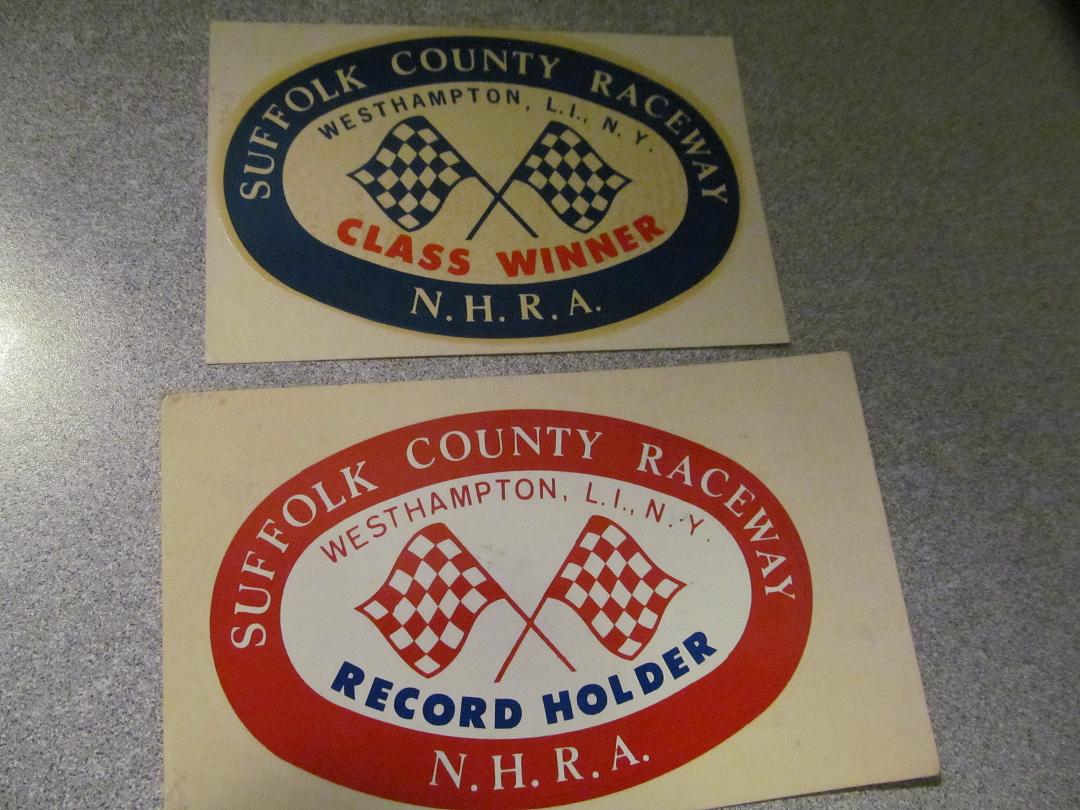 SUFFOLK COUNTY RACEWAY
WESTHAMPTON, L.I., N.Y.
CLASS WINNER
N.H.R.A.
SUFFOLK COUNTY RACEWAY
WESTHAMPTON, L.I., N.Y.
RECORD HOLDER
N.H.R.A.